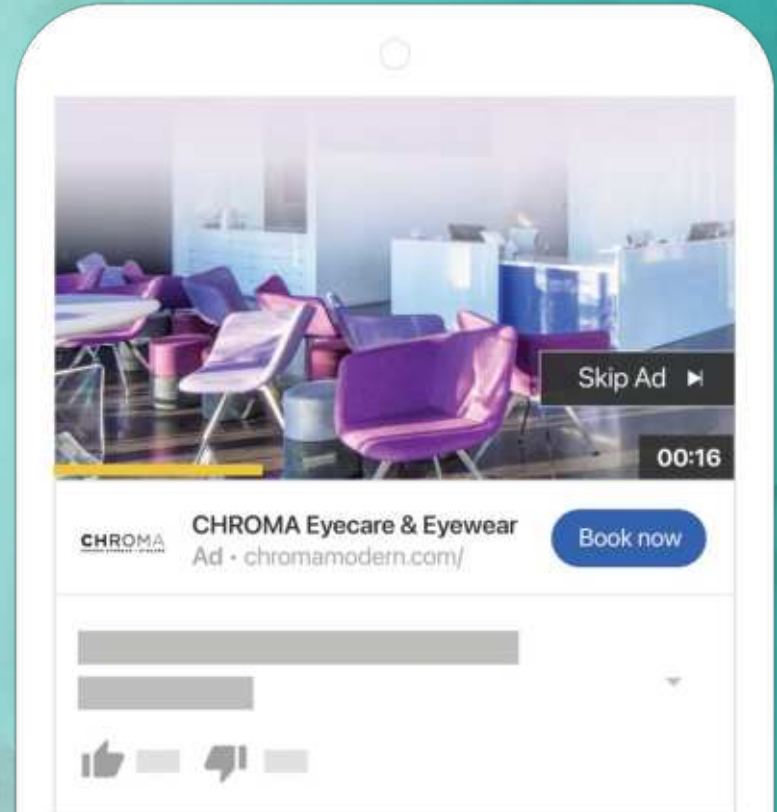 Skip Ad
00:16
CHROMA
CHROMA Eyecare & Eyewear
Ad • chromamodern.com/
Book now